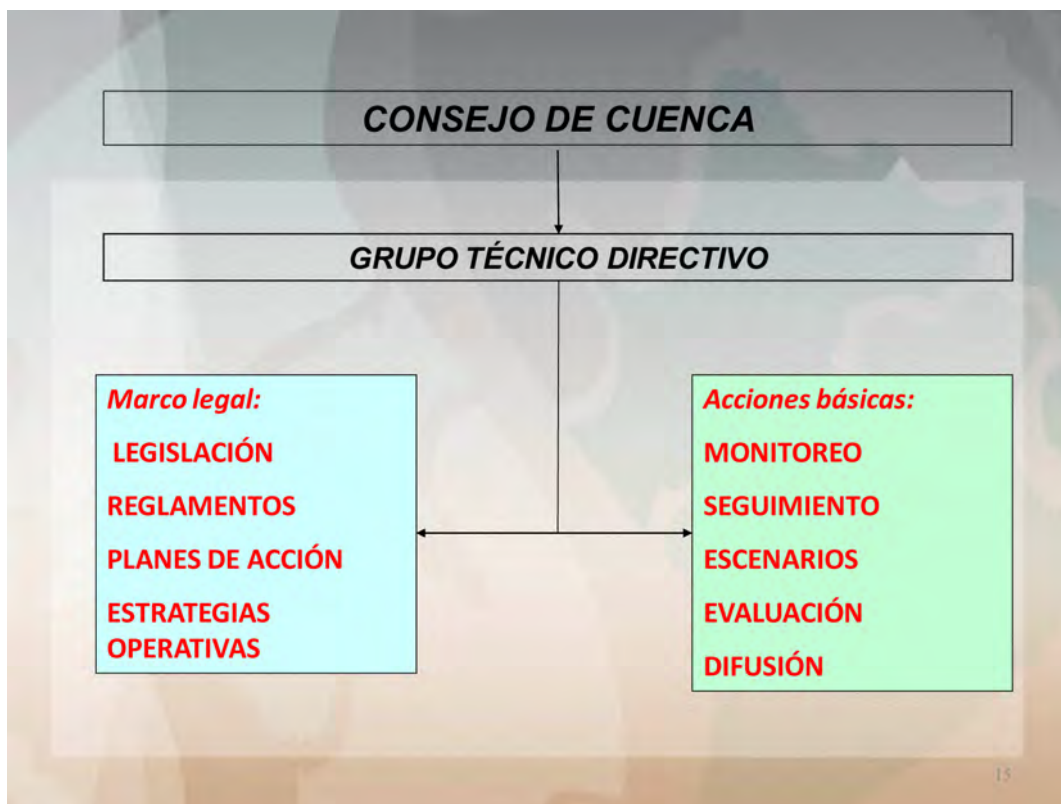 CONSEJO DE CUENCA
GRUPO TÉCNICO DIRECTIVO
Marco legal:
LEGISLACIÓN
REGLAMENTOS
PLANES DE ACCIÓN
ESTRATEGIAS
OPERATIVAS
Acciones básicas:
MONITOREO
SEGUIMIENTO
ESCENARIOS
EVALUACIÓN
DIFUSIÓN
15